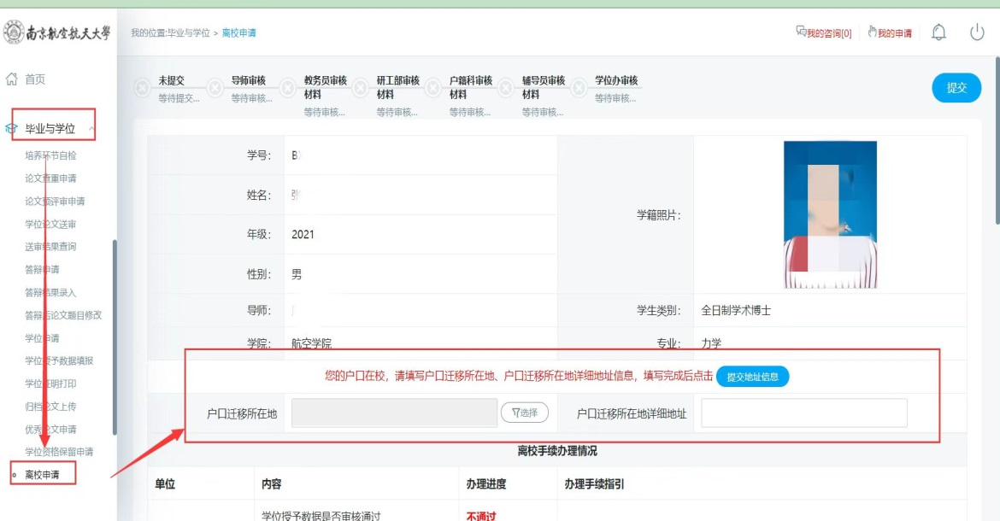 南京航空航天大学
我的位置:毕业与学位 > 离校申请
我的咨询[0]
我的申请
首页
毕业与学位
培养环节自检
论文查重申请
论文预评审申请
学位论文送审
送审结果查询
答辩申请
答辩结果录入
答辩后论文题目修改
学位申请
学位授予数据填报
学位证明打印
归档论文上传
优秀论文申请
学位资格保留申请
离校申请
未提交
等待提交...
导师审核
等待审核...
教务员审核
材料
等待审核...
研工部审核
材料
等待审核...
户籍科审核
材料
等待审核...
辅导员审核
材料
等待审核...
学位办审核
等待审核...
提交
学号:
姓名:
年级: 2021
性别: 男
学籍照片:
导师:
学生类别: 全日制学术博士
学院: 航空学院
专业: 力学
您的户口在校，请填写户口迁移所在地、户口迁移所在地详细地址信息，填写完成后点击 提交地址信息
户口迁移所在地 选择 户口迁移所在地详细地址
离校手续办理情况
单位 内容 办理进度 办理手续指引
学位授予数据是否审核通过 不通过